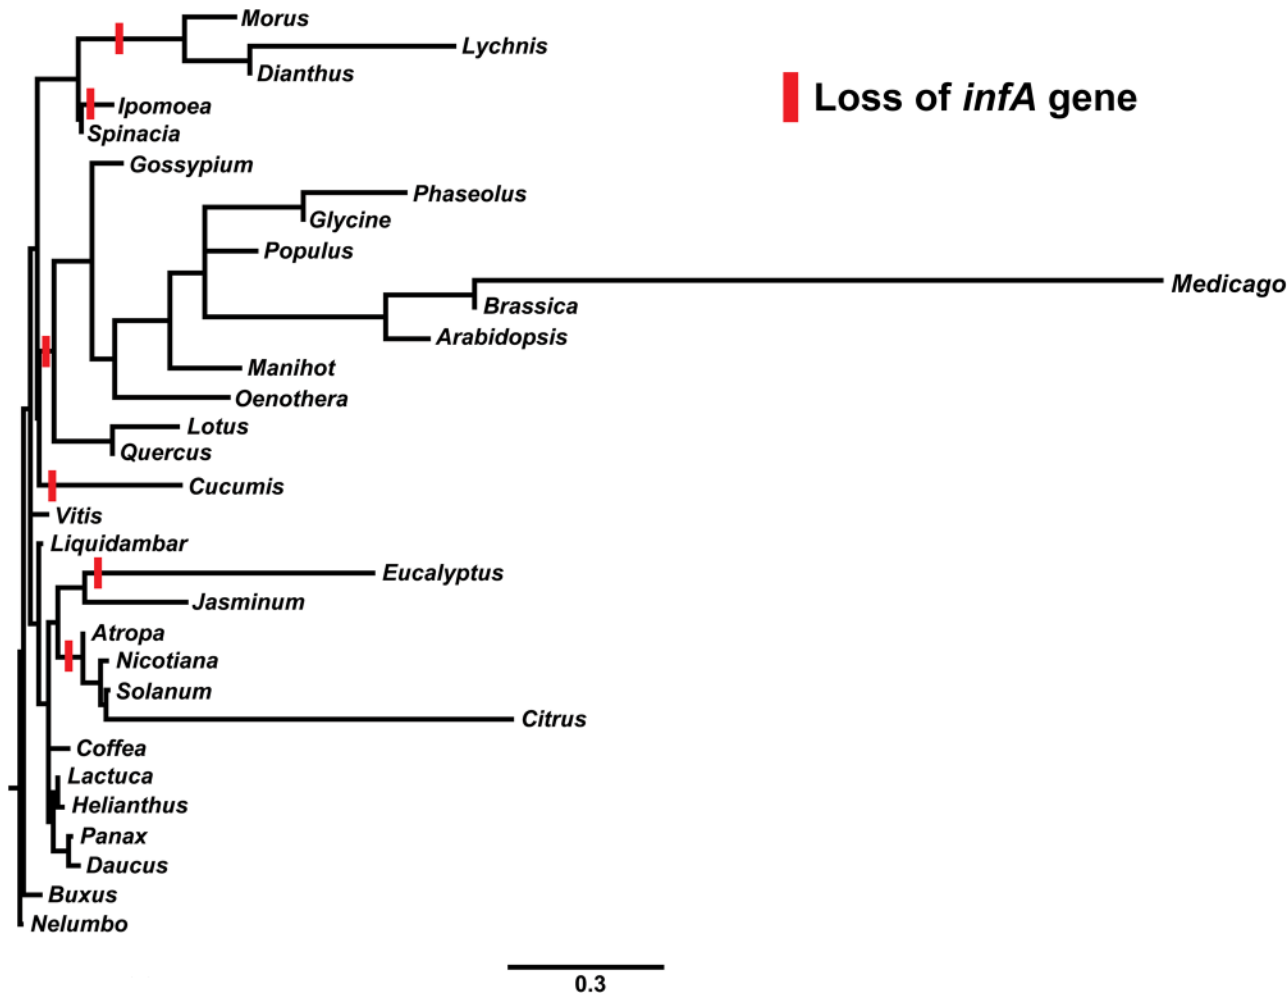 Morus
Lychnis
Dianthus
Loss of infA gene
Ipomoea
Spinacia
Gossypium
Phaseolus
Glycine
Populus
Medicago
Brassica
Arabidopsis
Manihot
Oenothera
Lotus
Quercus
Cucumis
Vitis
Liquidambar
Eucalyptus
Jasminum
Atropa
Nicotiana
Solanum
Citrus
Coffea
Lactuca
Helianthus
Panax
Daucus
Buxus
Nelumbo
0.3